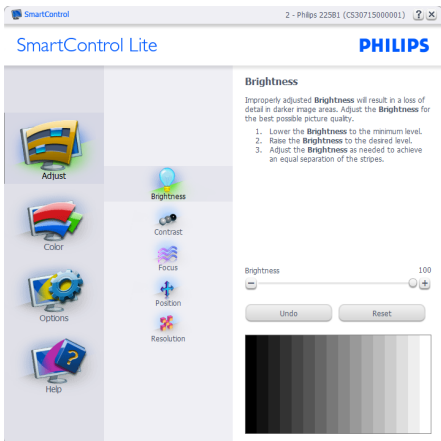 SmartControl
2 - Philips 225B1 (CS30715000001)
SmartControl Lite
PHILIPS
Adjust
Color
Options
Help
Brightness
Contrast
Focus
Position
Resolution
Brightness
Improperly adjusted Brightness will result in a loss of
detail in darker image areas. Adjust the Brightness for
the best possible picture quality.
1. Lower the Brightness to the minimum level.
2. Raise the Brightness to the desired level.
3. Adjust the Brightness as needed to achieve
an equal separation of the stripes.
Brightness 100
Undo Reset